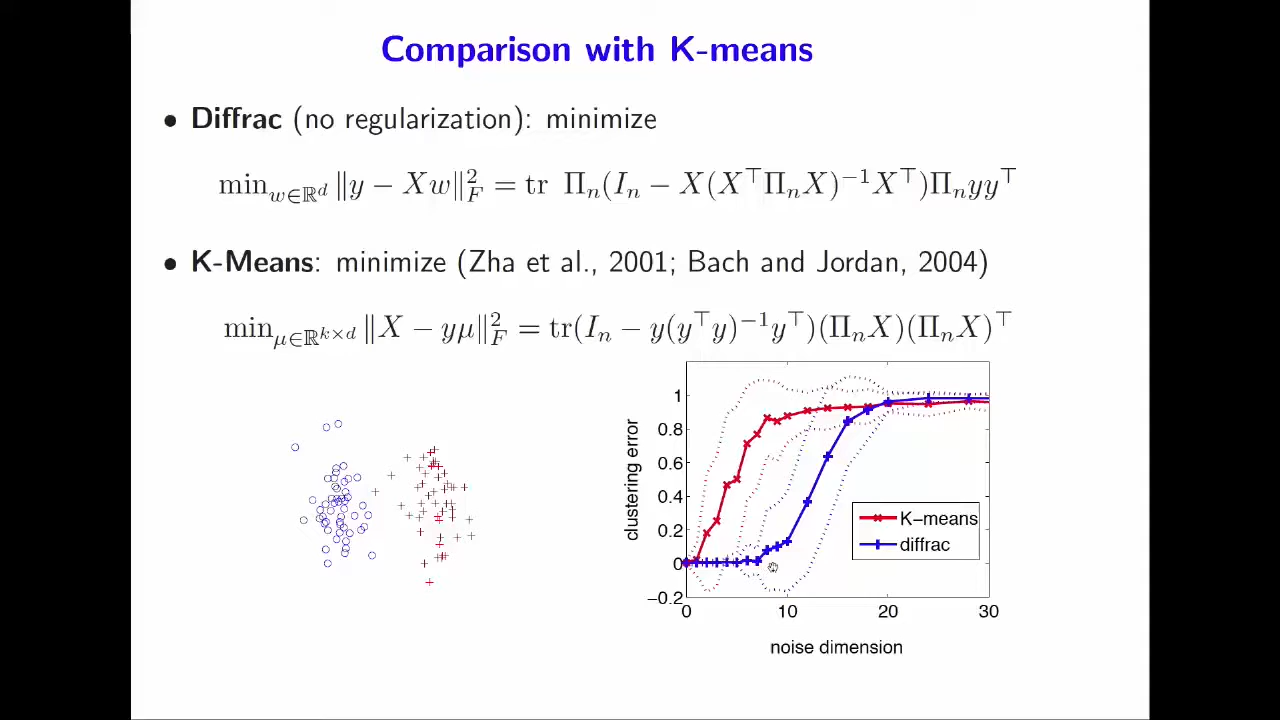 Comparison with K-means
• Diffrac (no regularization): minimize
min_{w∈ℝ^d} ‖y − Xw‖²_F = tr Π_n(I_n − X(X^⊤Π_nX)^{−1}X^⊤)Π_nyy^⊤
• K-Means: minimize (Zha et al., 2001; Bach and Jordan, 2004)
min_{μ∈ℝ^{k×d}} ‖X − yμ‖²_F = tr(I_n − y(y^⊤y)^{−1}y^⊤)(Π_nX)(Π_nX)^⊤
clustering error
1
0.8
0.6
0.4
0.2
0
−0.2
K−means
diffrac
0 10 20 30
noise dimension